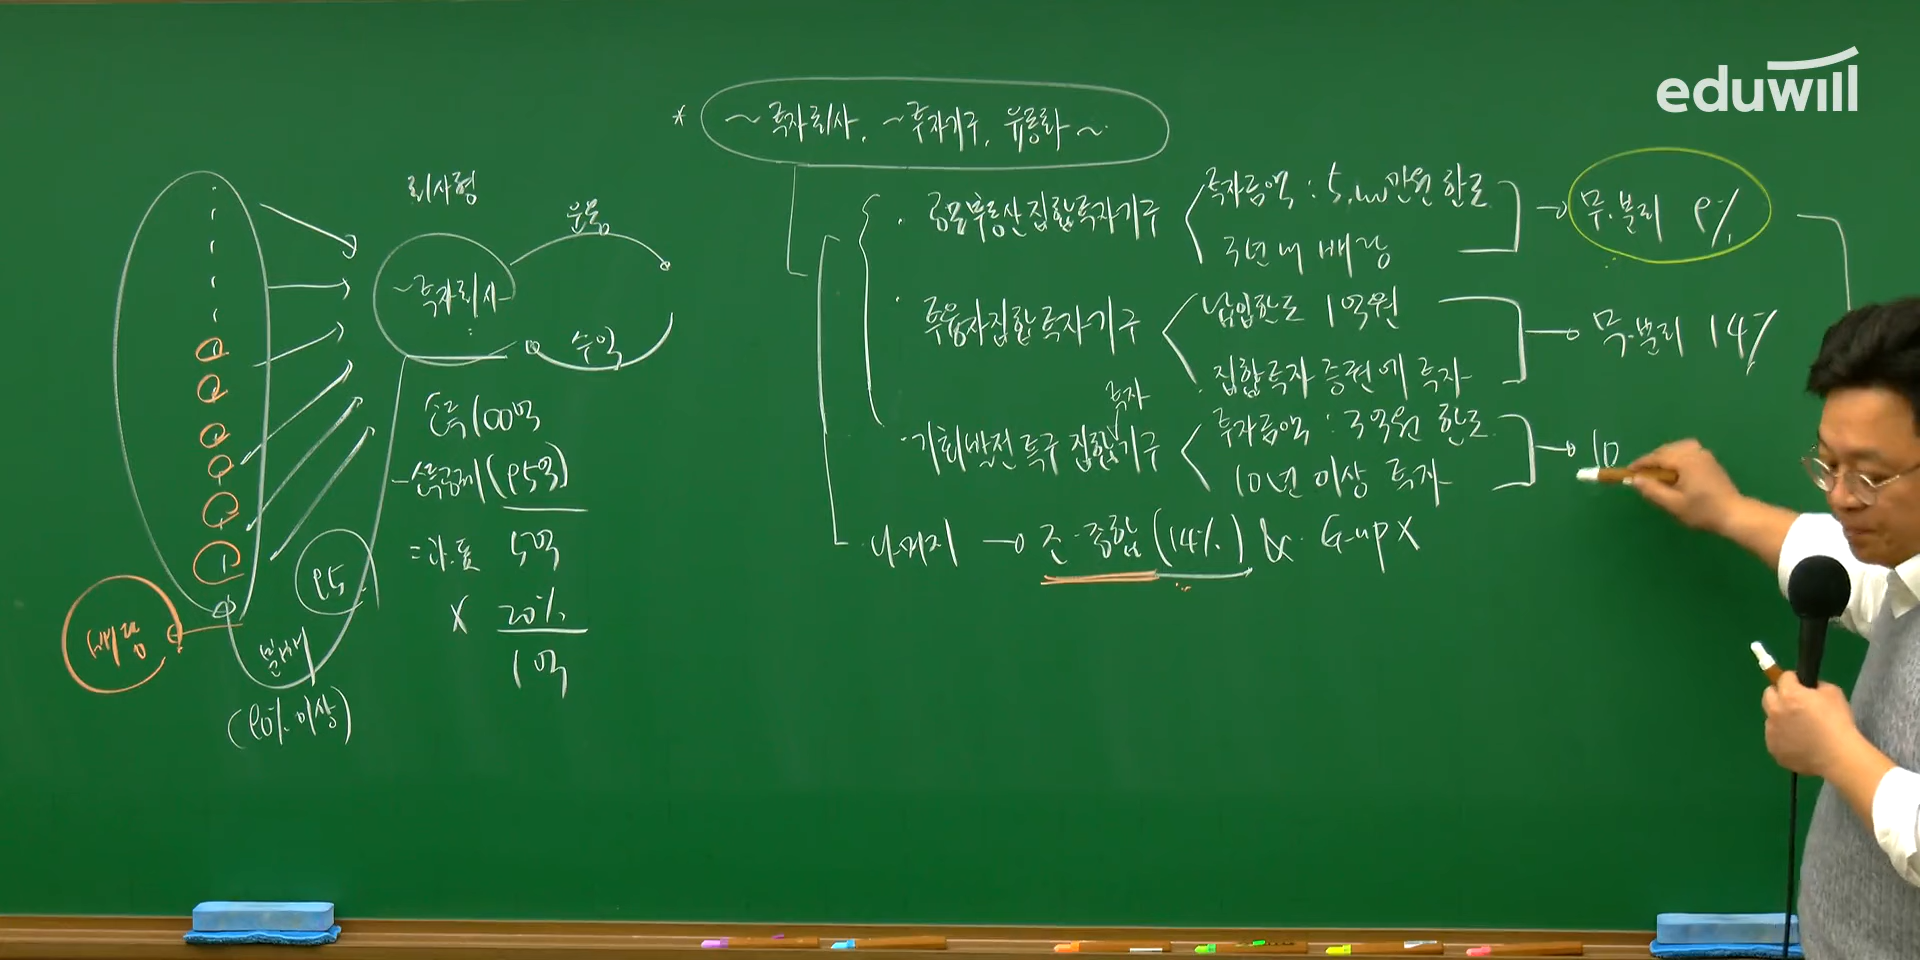 eduwill
* ~투자회사, ~투자기구, 유동화~
회사형
운용
~투자회사
수익
소득 100억
-소득공제 (95억)
= 과·표 5억
X 20%
1억
95
배당
(90% 이상)
· 공모부동산집합투자기구
투자금액 : 5,000만원 한도
3년 내 배당
무·분리 9%
· 투융자집합투자기구
납입한도 1억원
집합투자증권에 투자
무·분리 14%
· 기회발전특구 집합투자기구
투자금액 : 3억원 한도
10년 이상 투자
10
나머지 → 조·종합 (14%) & G-up X